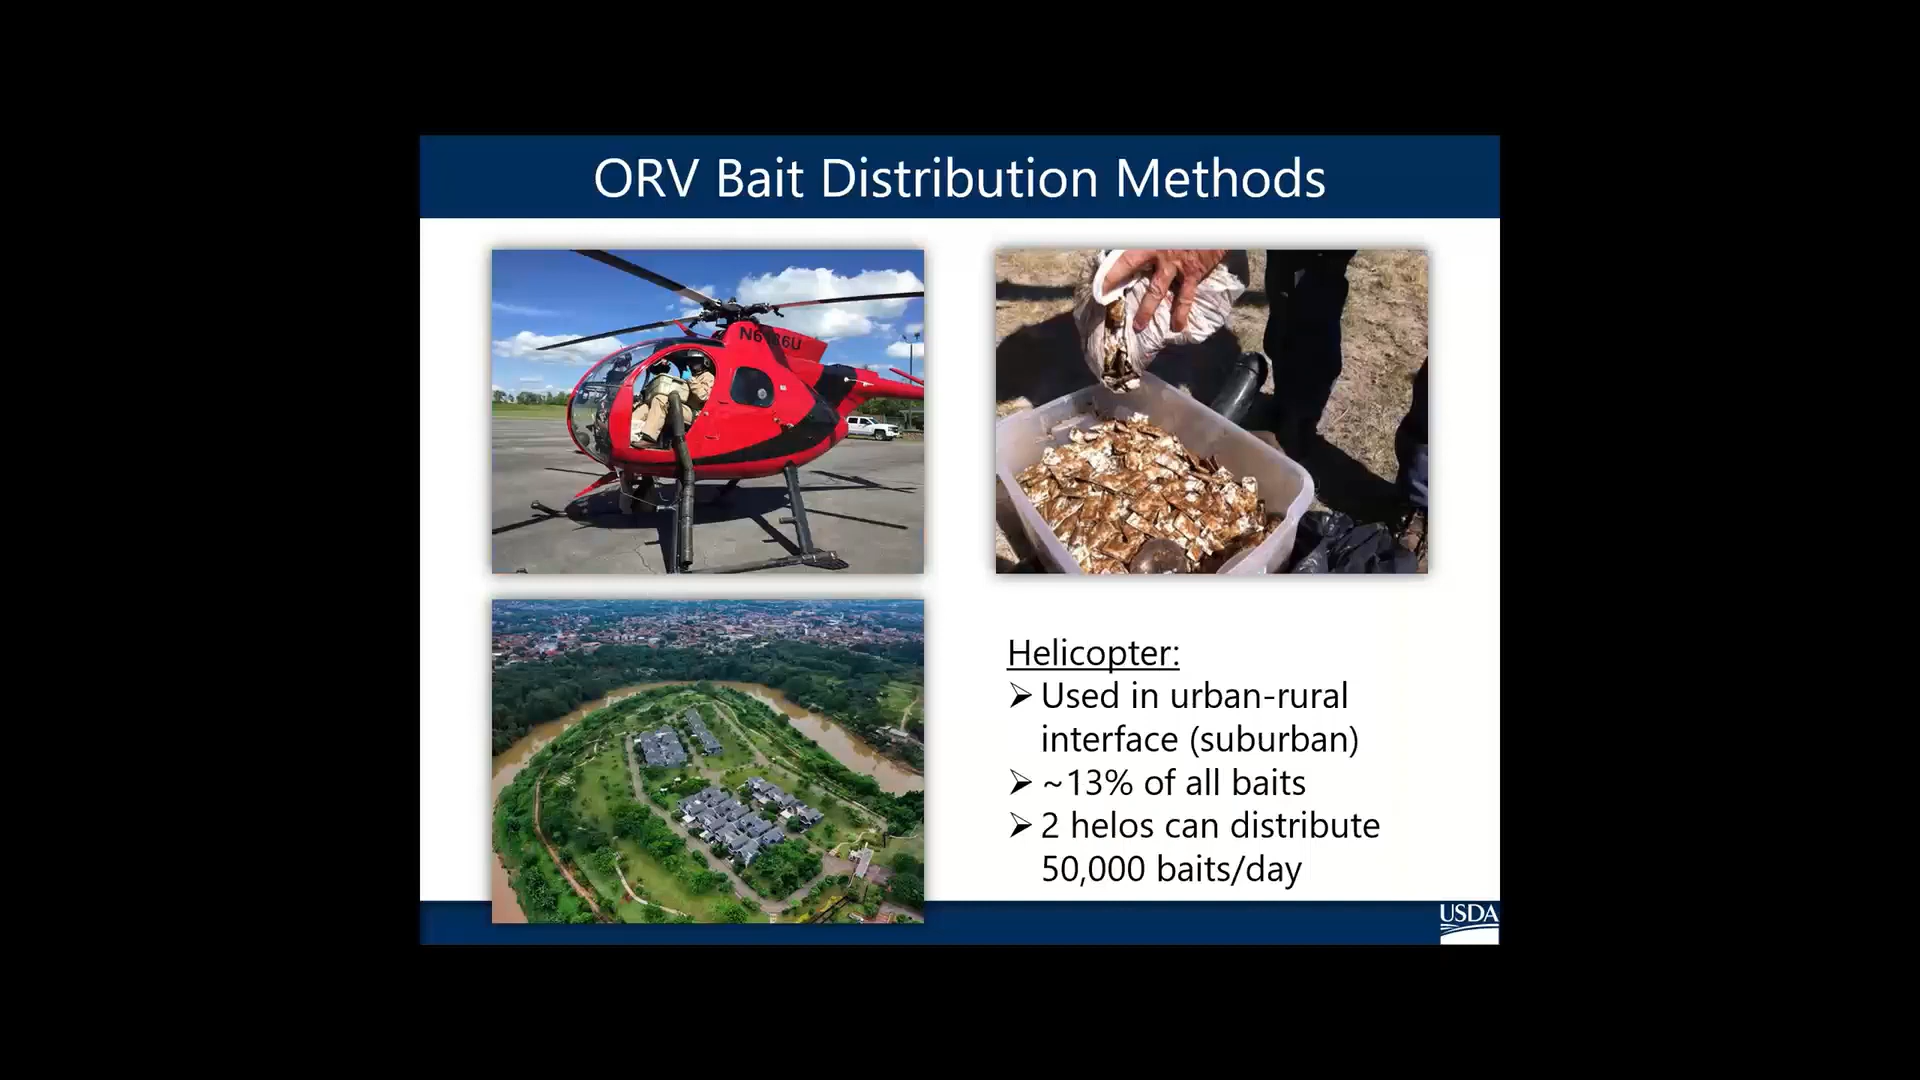 ORV Bait Distribution Methods
Helicopter:
➢ Used in urban-rural
interface (suburban)
➢ ~13% of all baits
➢ 2 helos can distribute
50,000 baits/day
USDA